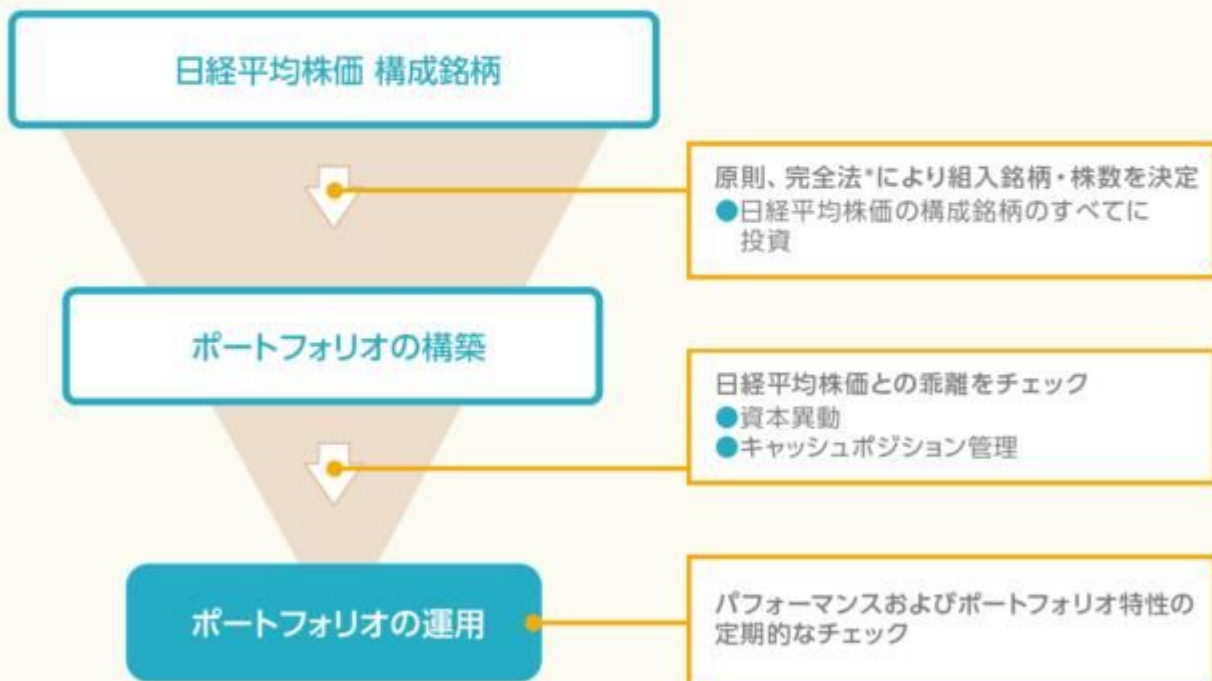 日経平均株価 構成銘柄
原則、完全法*により組入銘柄・株数を決定
●日経平均株価の構成銘柄のすべてに
投資
ポートフォリオの構築
日経平均株価との乖離をチェック
●資本異動
●キャッシュポジション管理
ポートフォリオの運用
パフォーマンスおよびポートフォリオ特性の
定期的なチェック